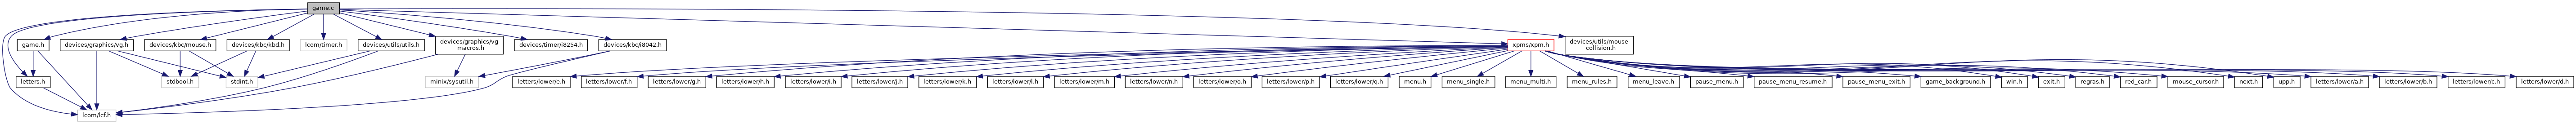 game.c
game.h
devices/graphics/vg.h
devices/kbc/mouse.h
devices/kbc/kbd.h
lcom/timer.h
devices/utils/utils.h
devices/graphics/vg
_macros.h
devices/timer/i8254.h
devices/kbc/i8042.h
xpms/xpm.h
devices/utils/mouse
_collision.h
letters.h
stdbool.h
stdint.h
minix/sysutil.h
letters/lower/e.h
letters/lower/f.h
letters/lower/g.h
letters/lower/h.h
letters/lower/i.h
letters/lower/j.h
letters/lower/k.h
letters/lower/l.h
letters/lower/m.h
letters/lower/n.h
letters/lower/o.h
letters/lower/p.h
letters/lower/q.h
menu.h
menu_single.h
menu_multi.h
menu_rules.h
menu_leave.h
pause_menu.h
pause_menu_resume.h
pause_menu_exit.h
game_background.h
win.h
exit.h
regras.h
red_car.h
mouse_cursor.h
next.h
upp.h
letters/lower/a.h
letters/lower/b.h
letters/lower/c.h
letters/lower/d.h
lcom/lcf.h